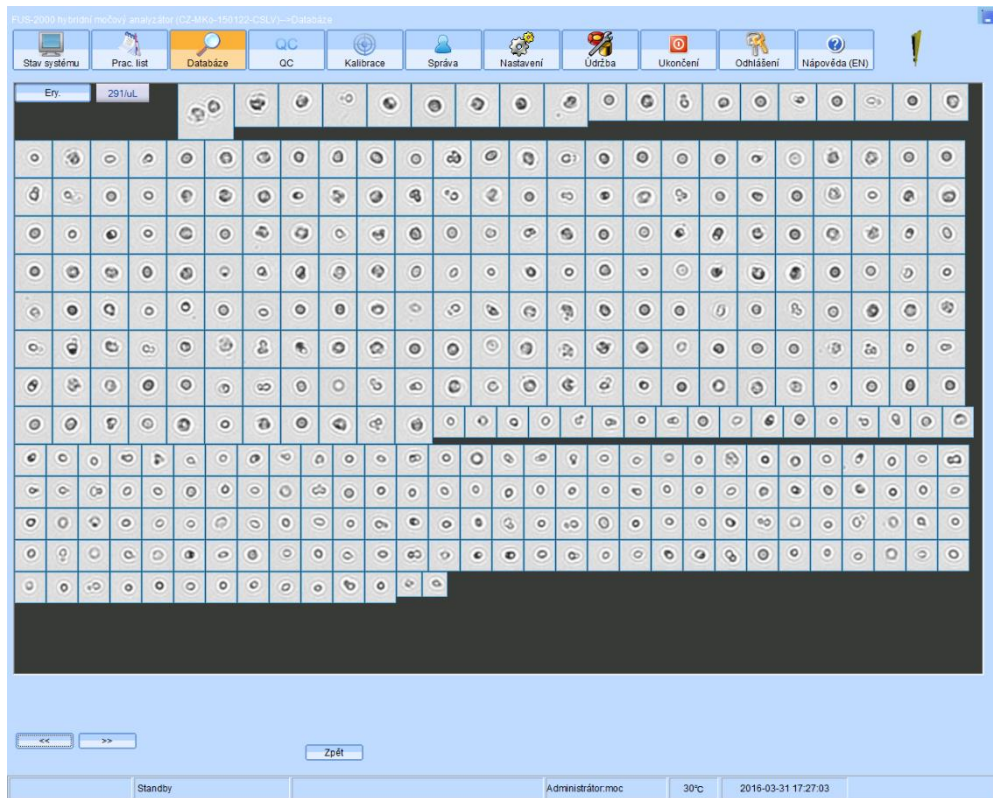 FUS-2000 hybridní močový analyzátor (CZ-MKo-150122-CSLV)-->Databáze
Stav systému Prac. list Databáze QC Kalibrace Správa Nastavení Údržba Ukončení Odhlášení Nápověda (EN)
Ery. 291/uL
<< >>
Zpět
Standby Administrátor.moc 30°C 2016-03-31 17:27:03